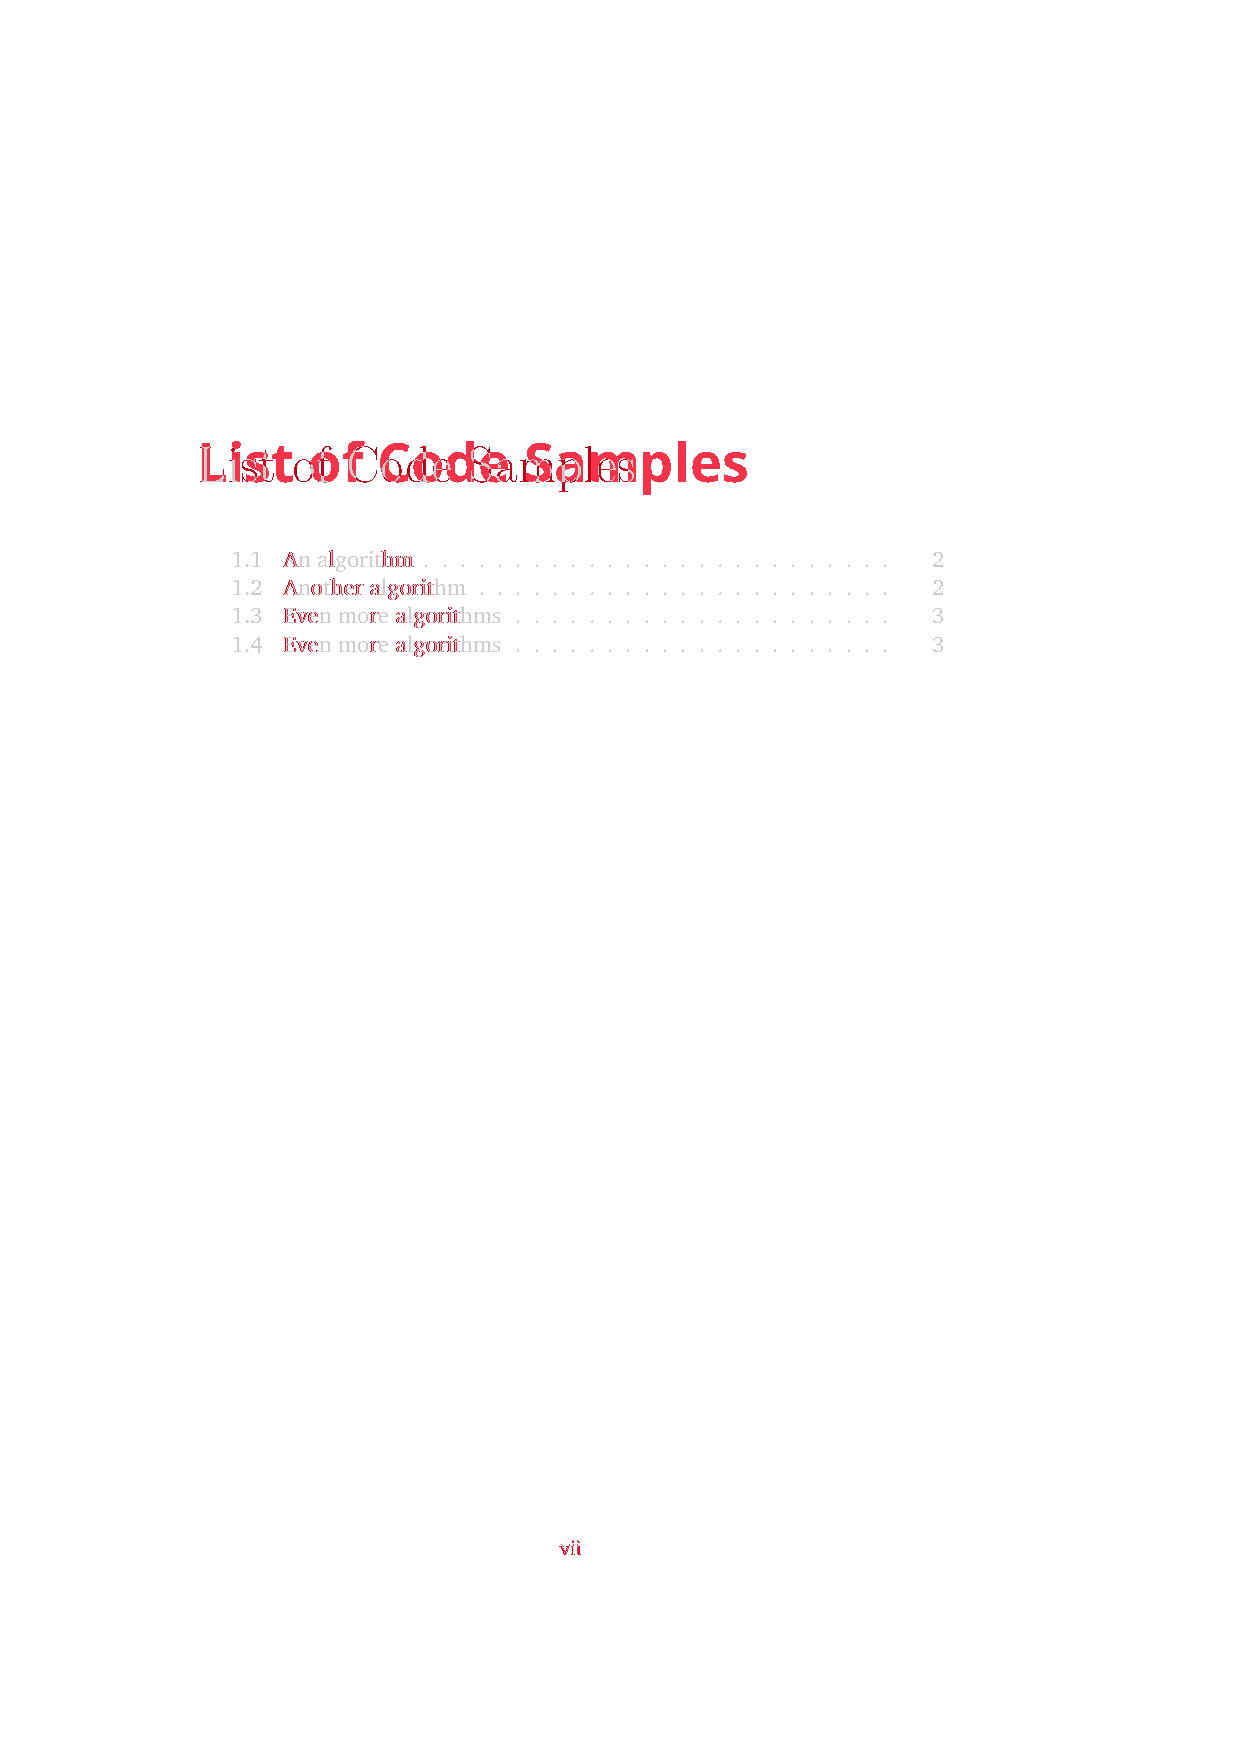 List of Code Samples
1.1 An algorithm . . . . . . . . . . . . . . . . . . . . . . . . . . 2
1.2 Another algorithm . . . . . . . . . . . . . . . . . . . . . . . 2
1.3 Even more algorithms . . . . . . . . . . . . . . . . . . . . . 3
1.4 Even more algorithms . . . . . . . . . . . . . . . . . . . . . 3
vii